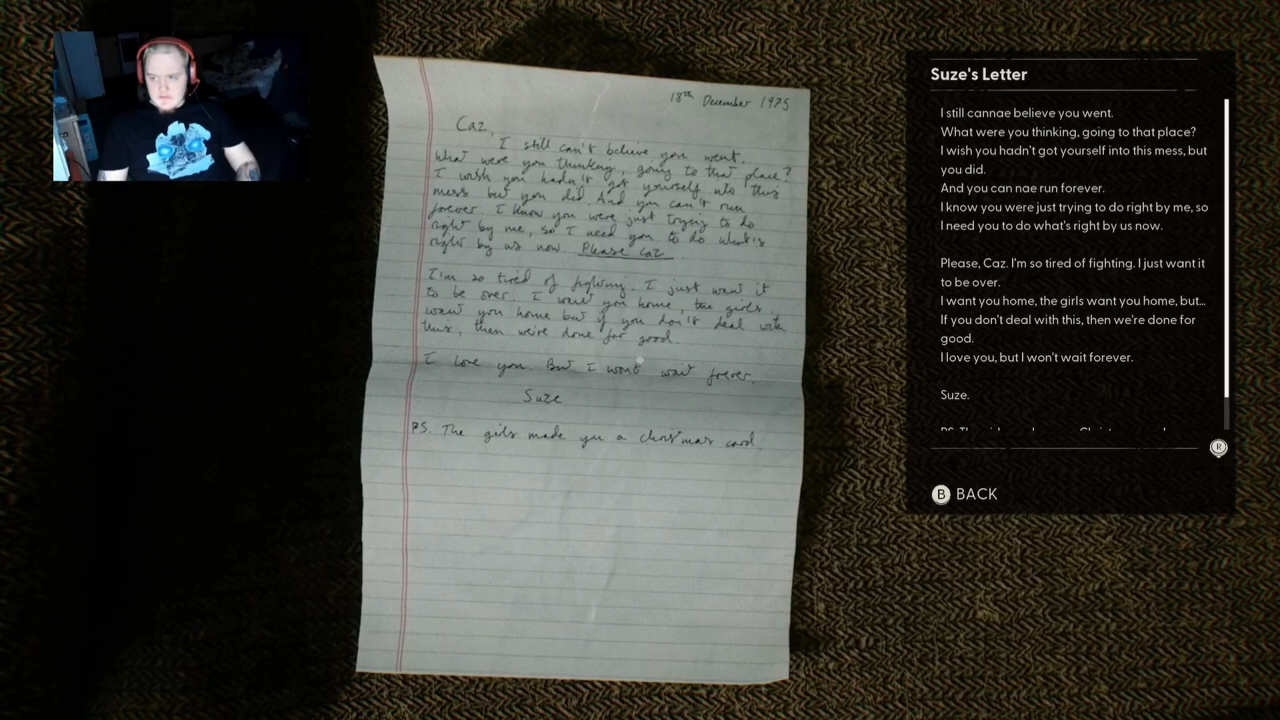 18th December 1975
Caz,
I still can't believe you went.
What were you thinking, going to that place?
I wish you hadn't got yourself into this
mess but you did. And you can't run
forever. I know you were just trying to do
right by me, so I need you to do what's
right by us now. Please Caz.
I'm so tired of fighting. I just want it
to be over. I want you home, the girls
want you home but if you don't deal with
this, then we're done for good.
I love you. But I won't wait forever.
Suze
PS. The girls made you a christmas card.
Suze's Letter
I still cannae believe you went.
What were you thinking, going to that place?
I wish you hadn't got yourself into this mess, but
you did.
And you can nae run forever.
I know you were just trying to do right by me, so
I need you to do what's right by us now.
Please, Caz. I'm so tired of fighting. I just want it
to be over.
I want you home, the girls want you home, but...
If you don't deal with this, then we're done for
good.
I love you, but I won't wait forever.
Suze.
R
B BACK